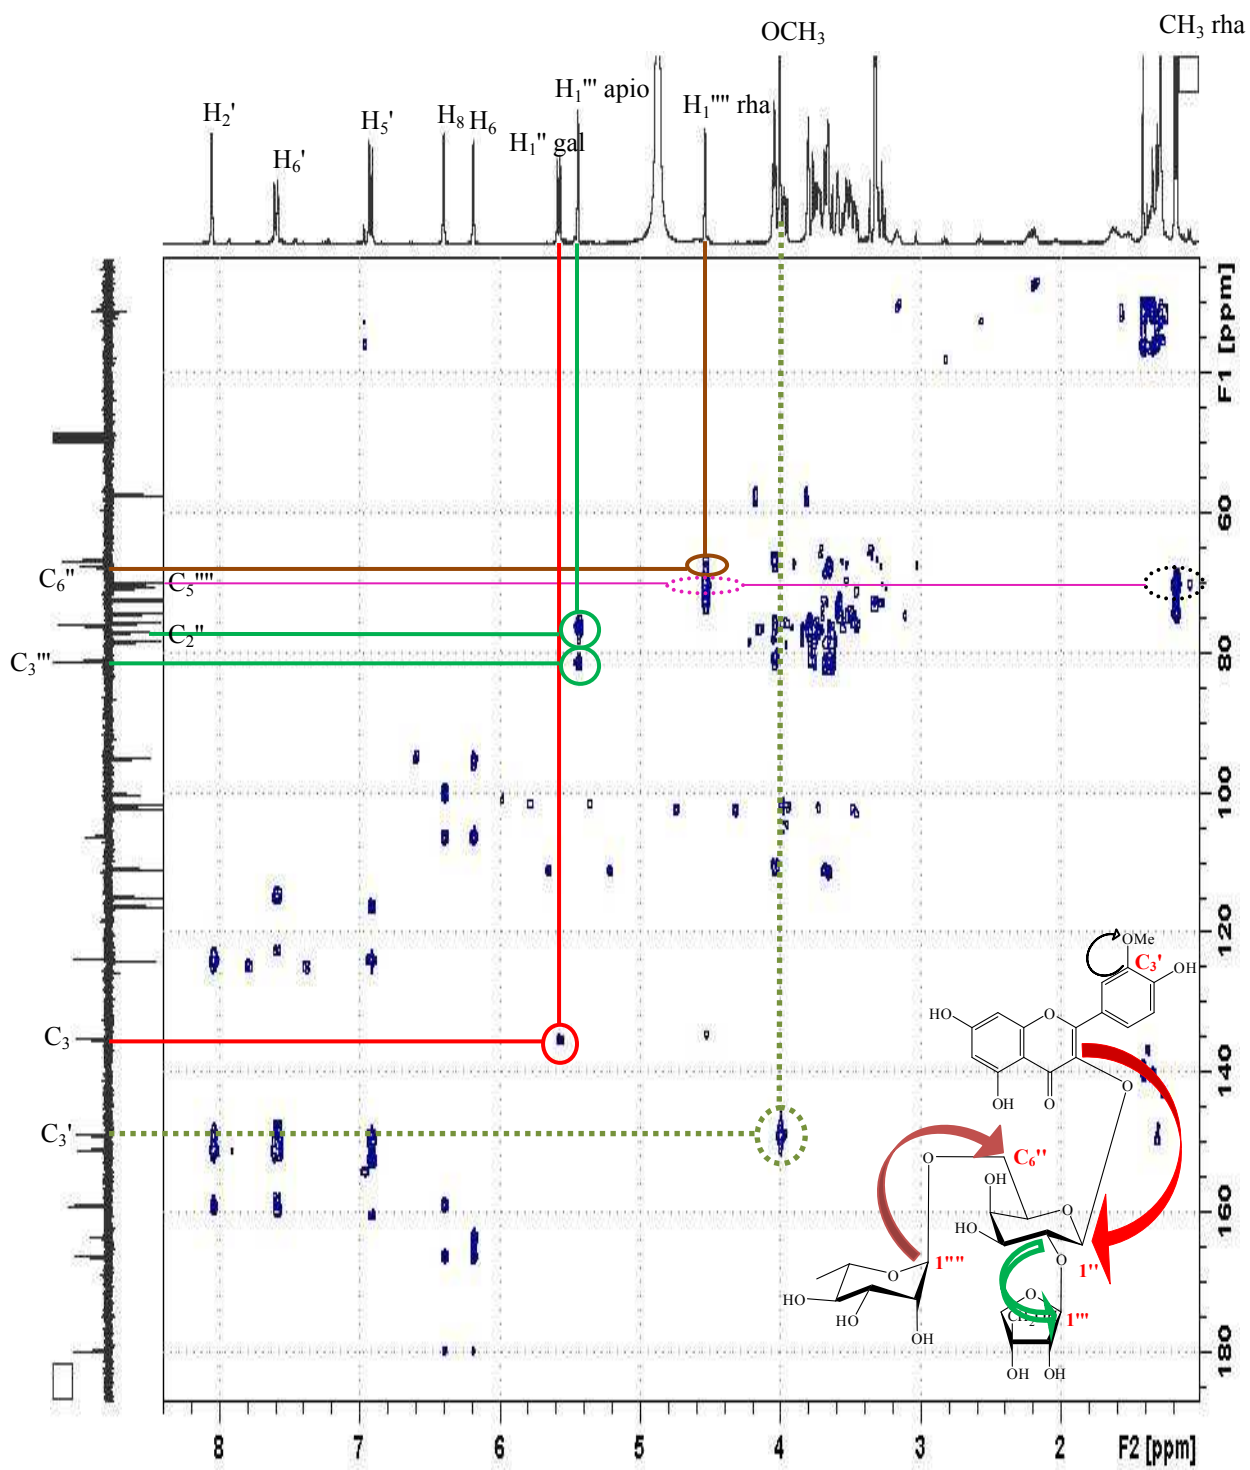 OCH₃
CH₃ rha
H₂'
H₆'
H₅'
H₈ H₆
H₁'' gal
H₁''' apio
H₁'''' rha
F1 [ppm]
60
80
100
120
140
160
180
C₆''
C₅''''
C₂''
C₃'''
C₃
C₃'
OMe
C₃'
OH
HO
O
OH
O
O
O
C₆''
OH
O
HO
O
1''
1''''
O
HO
HO
OH
O
1'''
OH
OH
8
7
6
5
4
3
2
F2 [ppm]